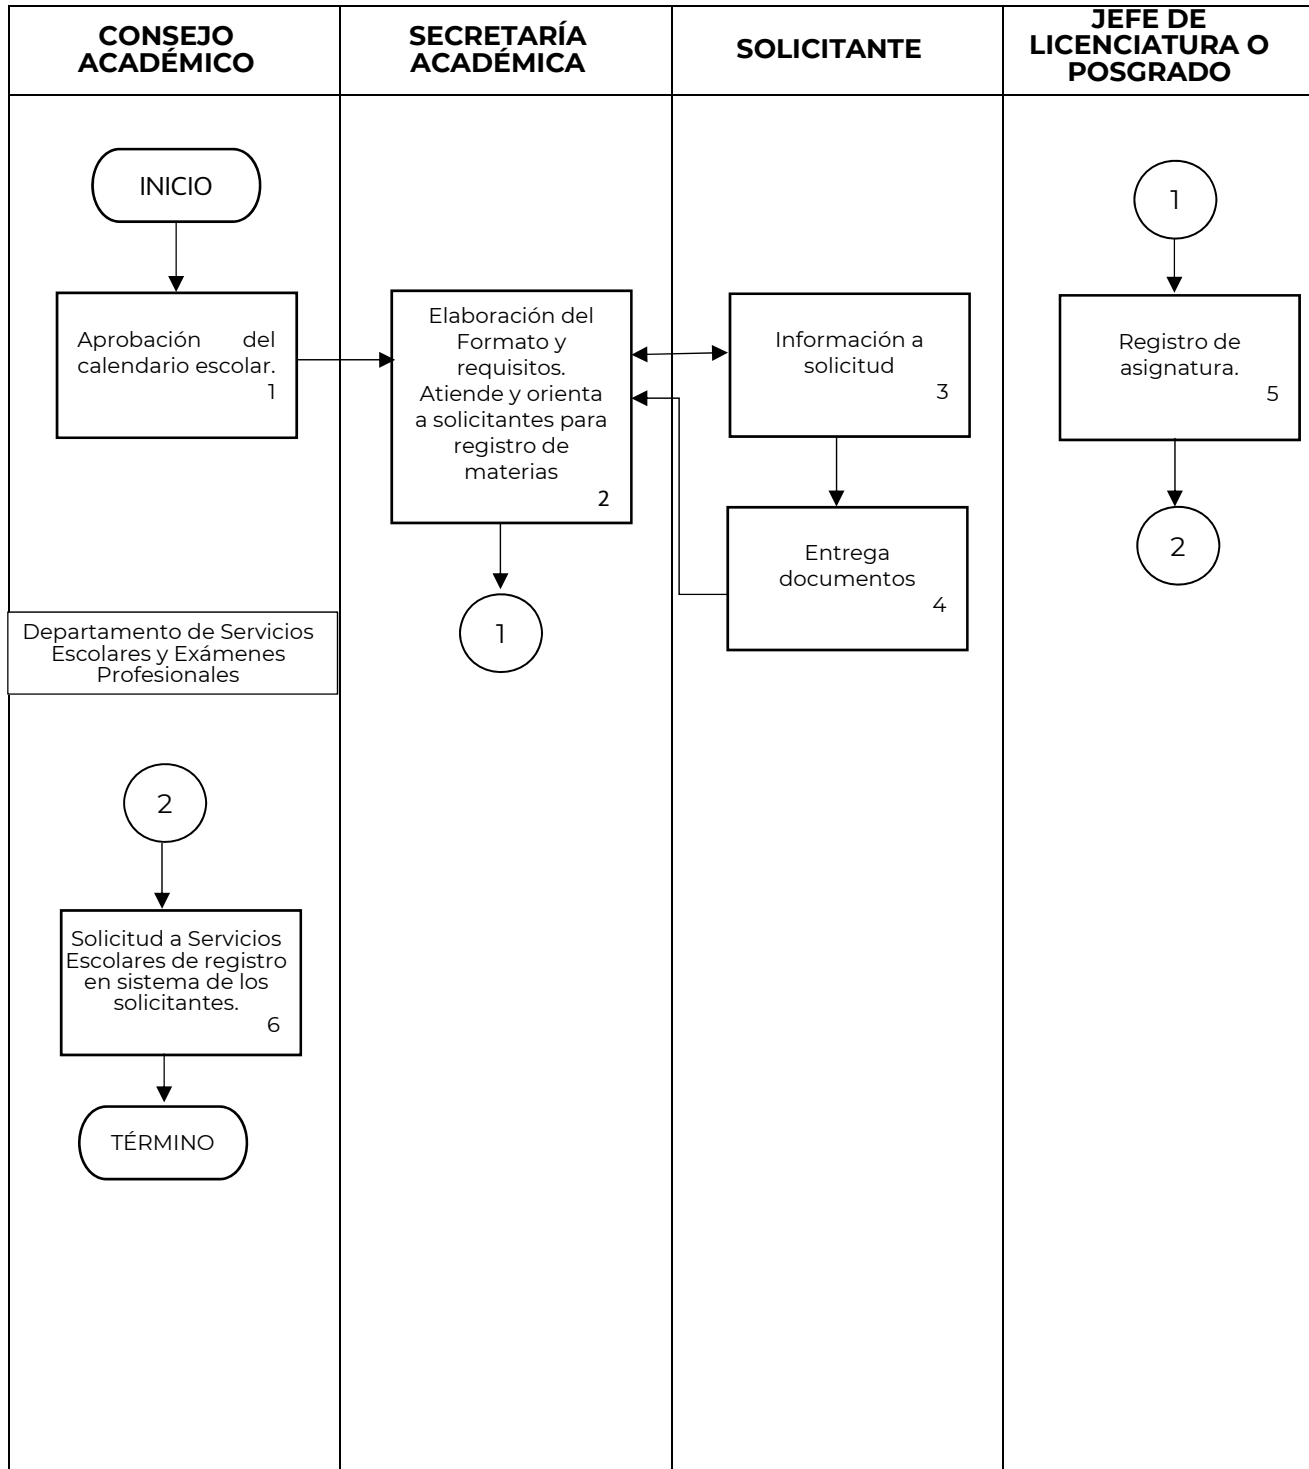 CONSEJO
ACADÉMICO
SECRETARÍA
ACADÉMICA
SOLICITANTE
JEFE DE
LICENCIATURA O
POSGRADO
INICIO
Aprobación del
calendario escolar.
1
Elaboración del
Formato y
requisitos.
Atiende y orienta
a solicitantes para
registro de
materias
2
Información a
solicitud
3
1
Registro de
asignatura.
5
2
Entrega
documentos
4
1
Departamento de Servicios
Escolares y Exámenes
Profesionales
2
Solicitud a Servicios
Escolares de registro
en sistema de los
solicitantes.
6
TÉRMINO